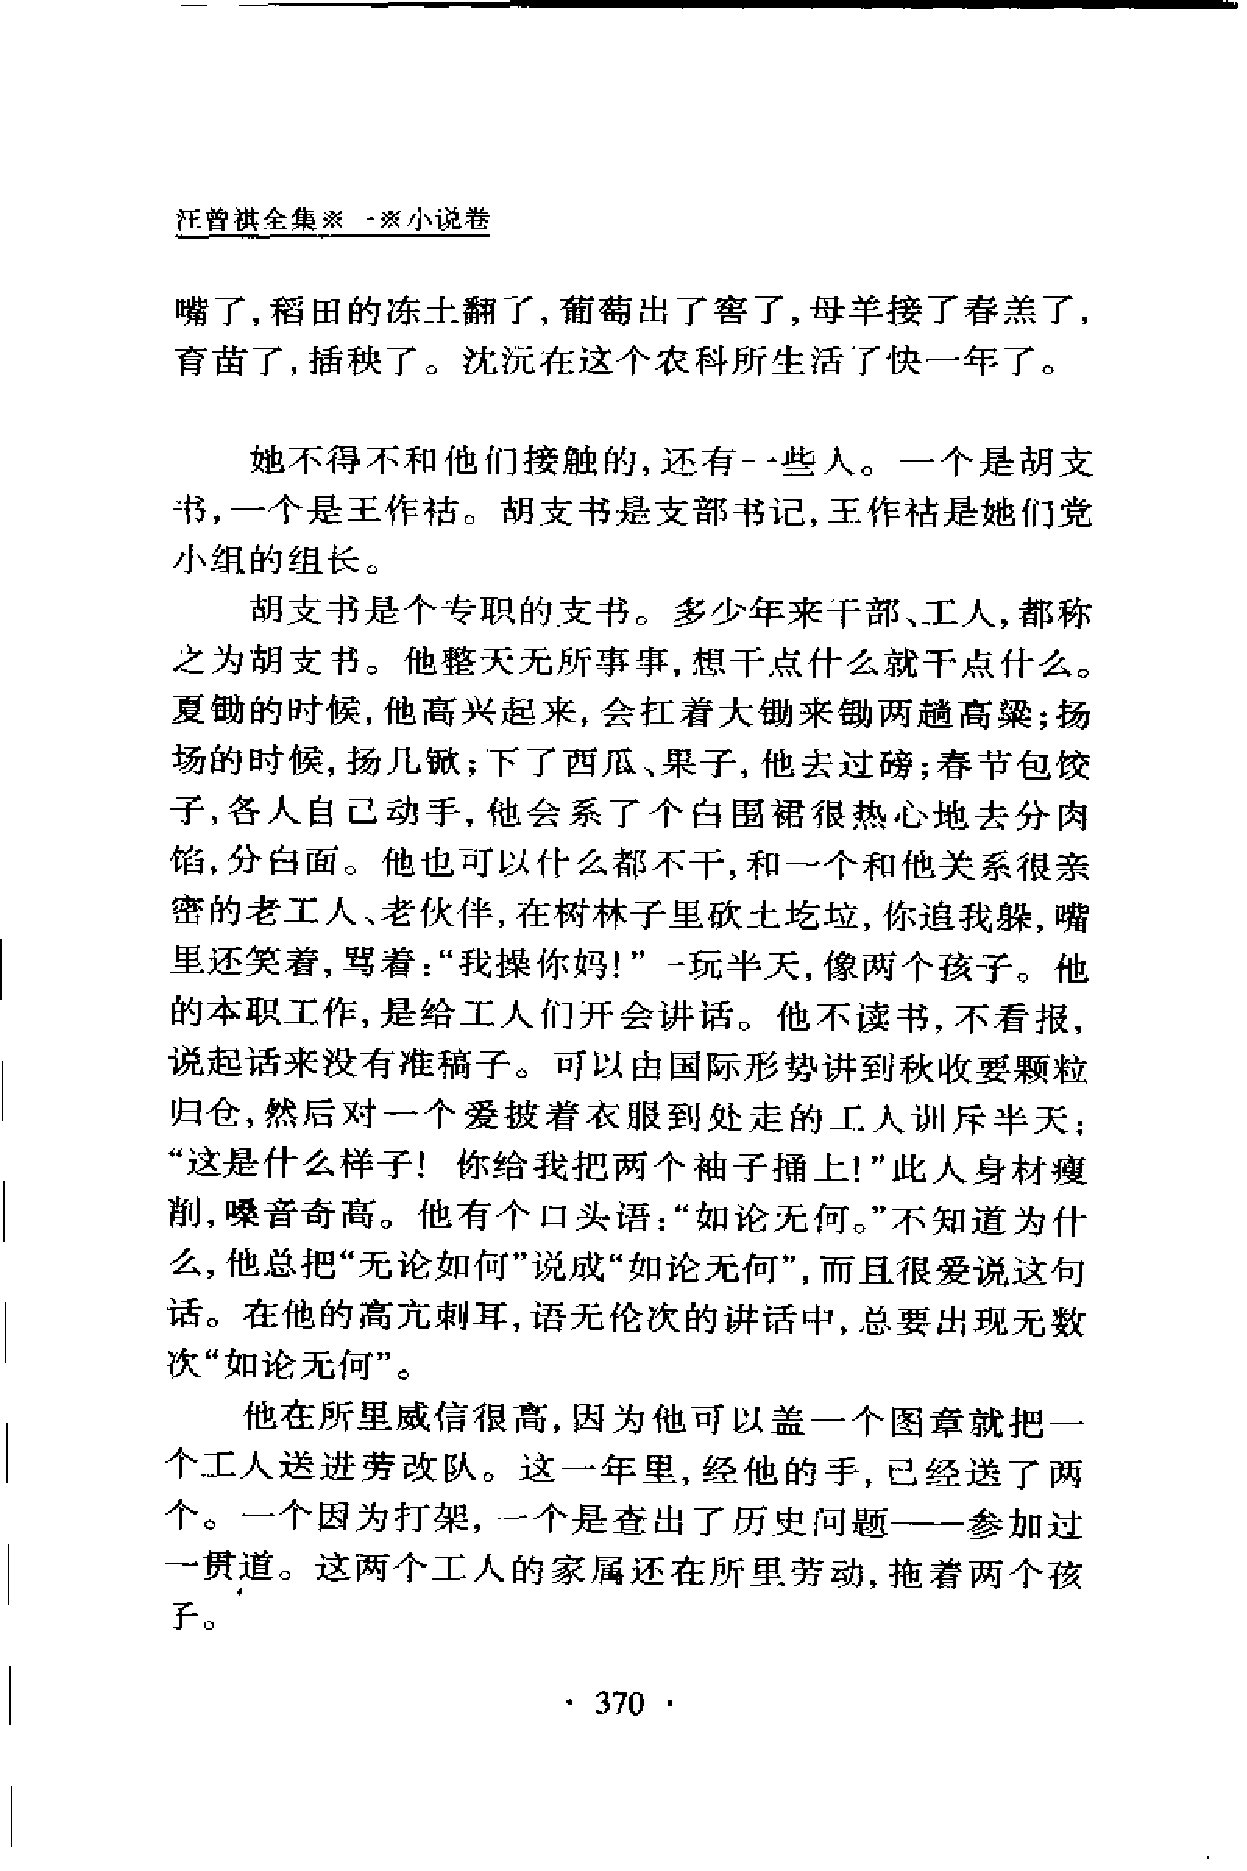 汪曾祺全集※一※小说卷
嘴了,稻田的冻土翻了,葡萄出了窖了,母羊接了春羔了,
育苗了,插秧了。沈沅在这个农科所生活了快一年了。
她不得不和他们接触的,还有一些人。一个是胡支
书,一个是王作祜。胡支书是支部书记,王作祜是她们党
小组的组长。
胡支书是个专职的支书。多少年来干部、工人,都称
之为胡支书。他整天无所事事,想干点什么就干点什么。
夏锄的时候,他高兴起来,会扛着大锄来锄两趟高粱;扬
场的时候,扬几锨;下了西瓜、果子,他去过磅;春节包饺
子,各人自己动手,他会系了个白围裙很热心地去分肉
馅,分白面。他也可以什么都不干,和一个和他关系很亲
密的老工人、老伙伴,在树林子里砍土圪垃,你追我躲,嘴
里还笑着,骂着:“我操你妈!”一玩半天,像两个孩子。他
的本职工作,是给工人们开会讲话。他不读书,不看报,
说起话来没有准稿子。可以由国际形势讲到秋收要颗粒
归仓,然后对一个爱披着衣服到处走的工人训斥半天;
“这是什么样子! 你给我把两个袖子捅上!”此人身材瘦
削,嗓音奇高。他有个口头语:“如论无何。”不知道为什
么,他总把“无论如何”说成“如论无何”,而且很爱说这句
话。在他的高亢刺耳,语无伦次的讲话中,总要出现无数
次“如论无何”。
他在所里威信很高,因为他可以盖一个图章就把一
个工人送进劳改队。这一年里,经他的手,已经送了两
个。一个因为打架,一个是查出了历史问题——参加过
一贯道。这两个工人的家属还在所里劳动,拖着两个孩
子。
· 370 ·